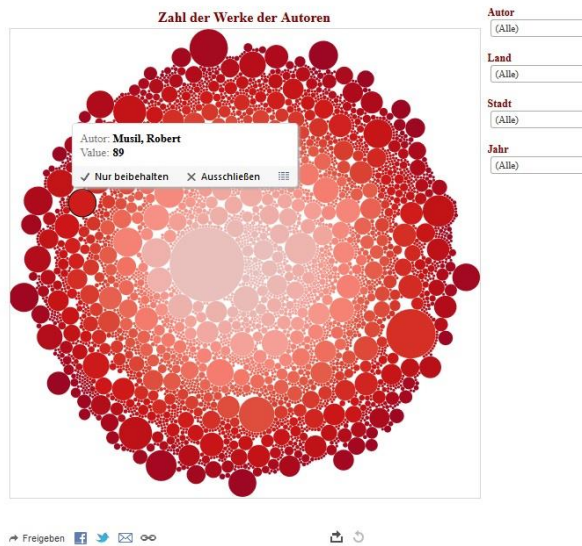 Zahl der Werke der Autoren
Autor: Musil, Robert
Value: 89
Nur beibehalten Ausschließen
Autor
(Alle)
Land
(Alle)
Stadt
(Alle)
Jahr
(Alle)
Freigeben